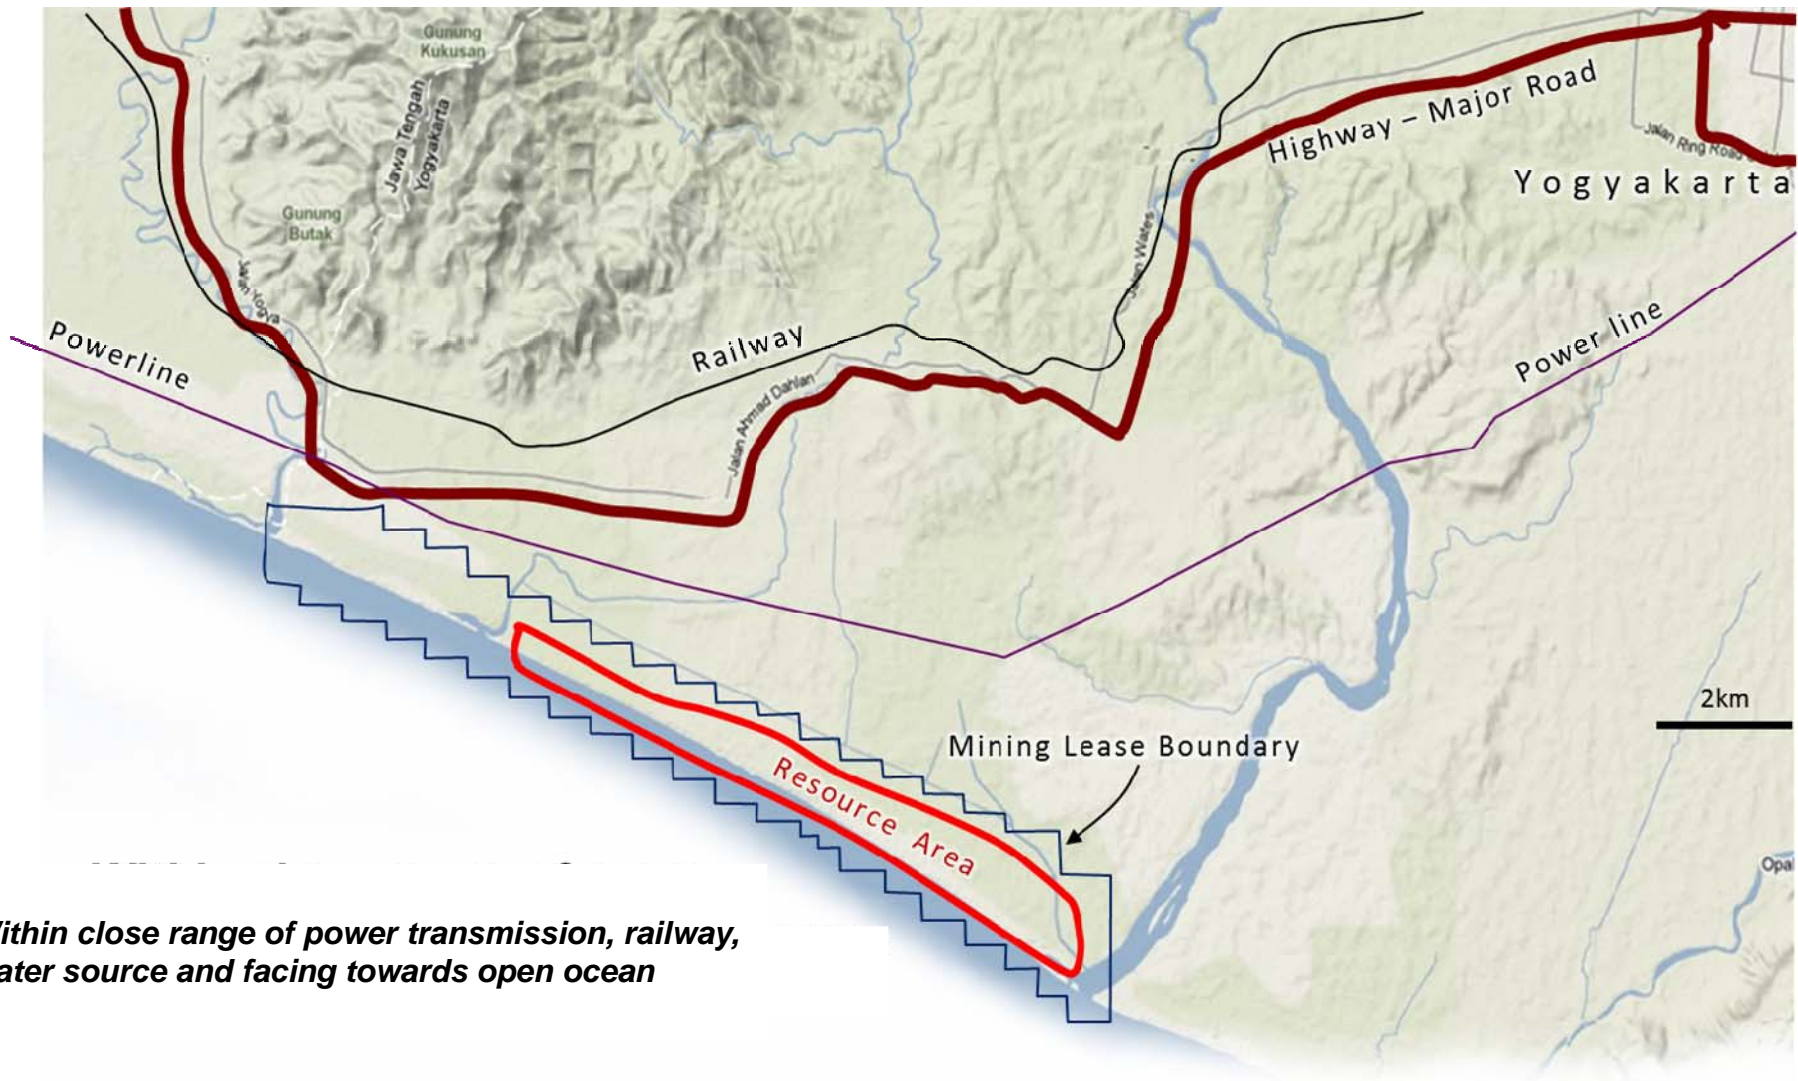 Gunung
Kukusan
Jawa Tengah
Yogyakarta
Highway – Major Road
Jalan Ring Road
Yogyakarta
Gunung
Butak
Jalan Wates
Jalan Yogya
Powerline
Railway
Power line
Jalan Ahmad Dahlan
2km
Mining Lease Boundary
Resource Area
Opa
ithin close range of power transmission, railway,
ater source and facing towards open ocean